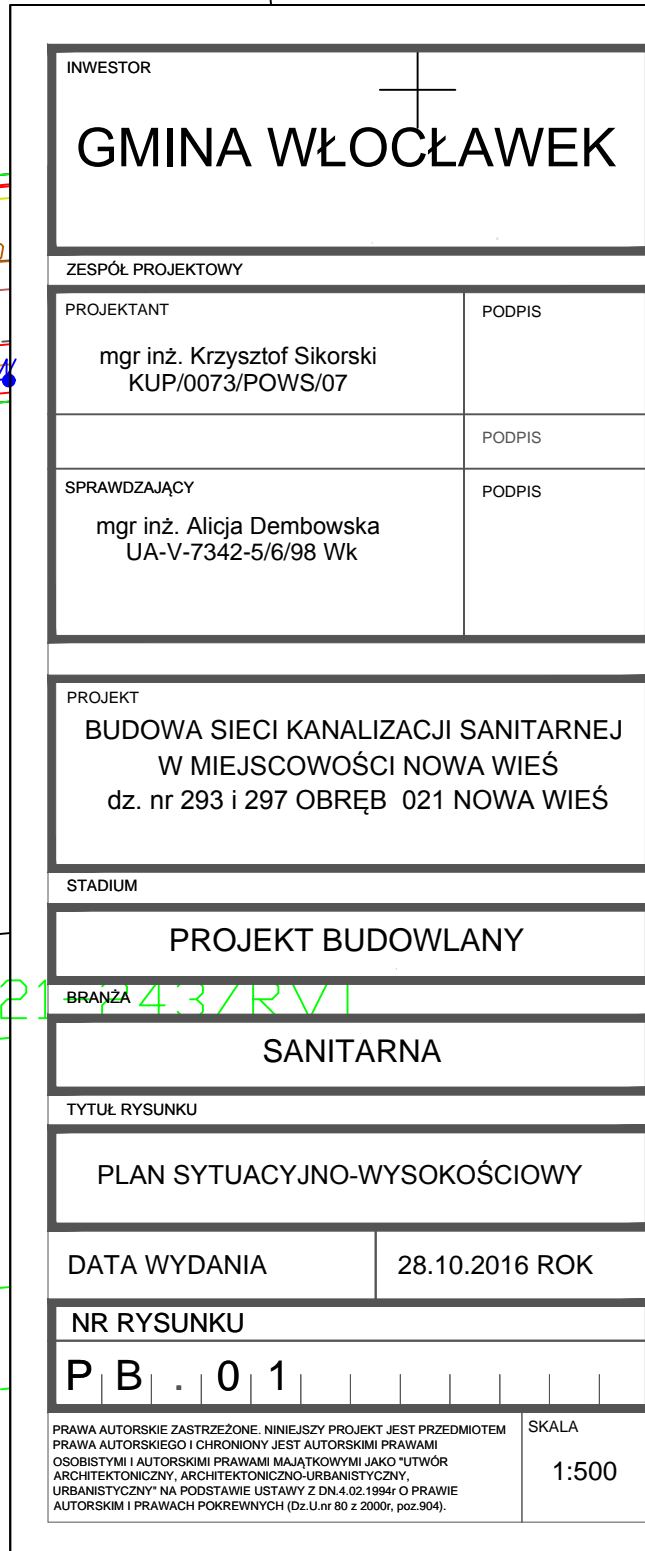 INWESTOR
GMINA WŁOCŁAWEK
ZESPÓŁ PROJEKTOWY
PROJEKTANT
PODPIS
mgr inż. Krzysztof Sikorski
KUP/0073/POWS/07
PODPIS
SPRAWDZAJĄCY
PODPIS
mgr inż. Alicja Dembowska
UA-V-7342-5/6/98 Wk
PROJEKT
BUDOWA SIECI KANALIZACJI SANITARNEJ
W MIEJSCOWOŚCI NOWA WIEŚ
dz. nr 293 i 297 OBRĘB 021 NOWA WIEŚ
STADIUM
PROJEKT BUDOWLANY
BRANŻA
SANITARNA
TYTUŁ RYSUNKU
PLAN SYTUACYJNO-WYSOKOŚCIOWY
DATA WYDANIA
28.10.2016 ROK
NR RYSUNKU
PB.01
PRAWA AUTORSKIE ZASTRZEŻONE. NINIEJSZY PROJEKT JEST PRZEDMIOTEM
PRAWA AUTORSKIEGO I CHRONIONY JEST AUTORSKIMI PRAWAMI
OSOBISTYMI I AUTORSKIMI PRAWAMI MAJĄTKOWYMI JAKO "UTWÓR
ARCHITEKTONICZNY, ARCHITEKTONICZNO-URBANISTYCZNY,
URBANISTYCZNY" NA PODSTAWIE USTAWY Z DN.4.02.1994r O PRAWIE
AUTORSKIM I PRAWACH POKREWNYCH (Dz.U.nr 80 z 2000r, poz.904).
SKALA
1:500